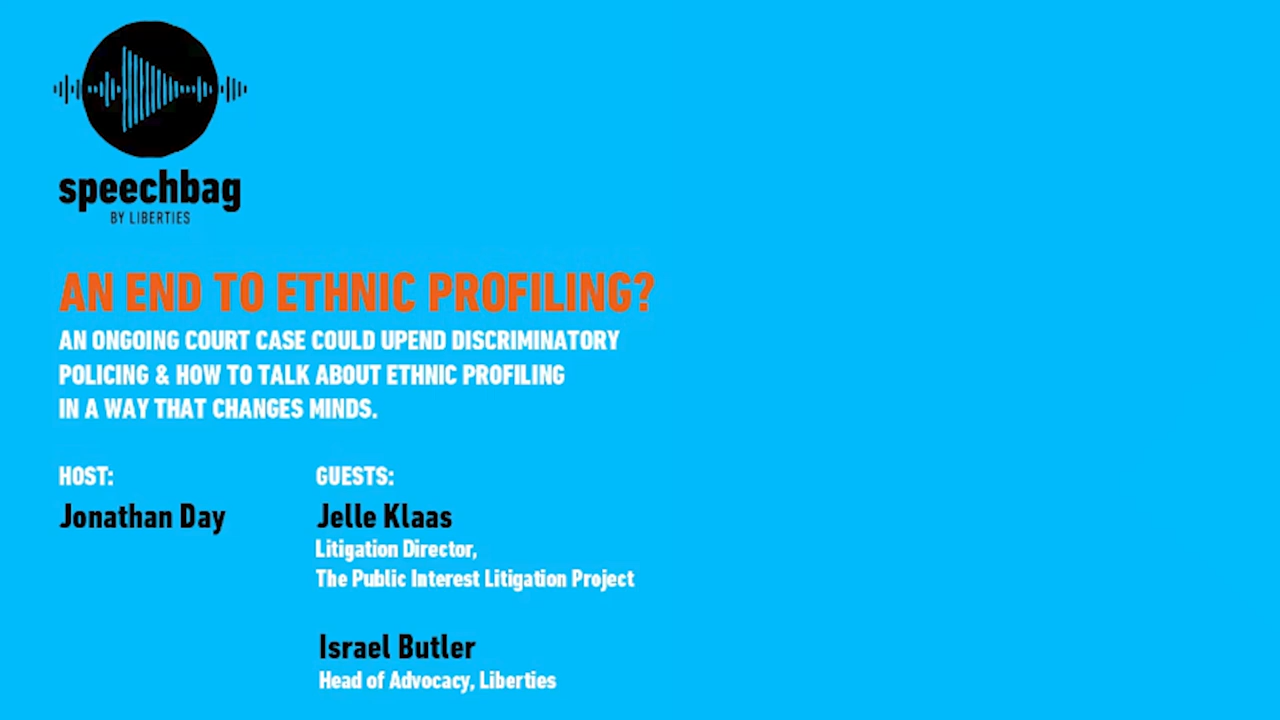 speechbag
BY LIBERTIES
AN END TO ETHNIC PROFILING?
AN ONGOING COURT CASE COULD UPEND DISCRIMINATORY
POLICING & HOW TO TALK ABOUT ETHNIC PROFILING
IN A WAY THAT CHANGES MINDS.
HOST:
Jonathan Day
GUESTS:
Jelle Klaas
Litigation Director,
The Public Interest Litigation Project
Israel Butler
Head of Advocacy, Liberties